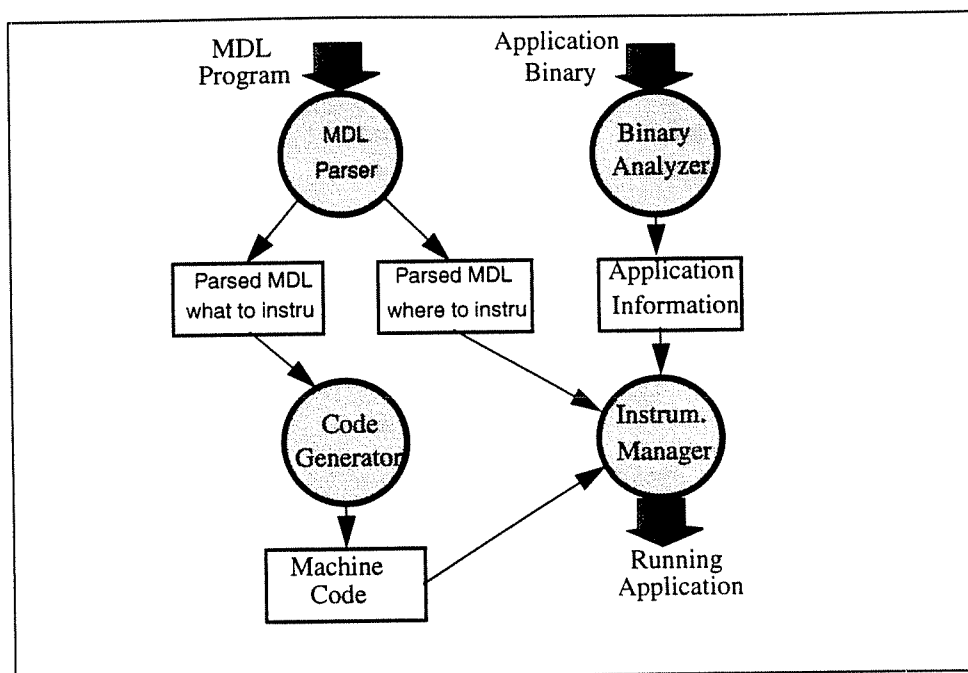 MDL
Program
Application
Binary
MDL
Parser
Binary
Analyzer
Parsed MDL
what to instru
Parsed MDL
where to instru
Application
Information
Code
Generator
Instrum.
Manager
Machine
Code
Running
Application